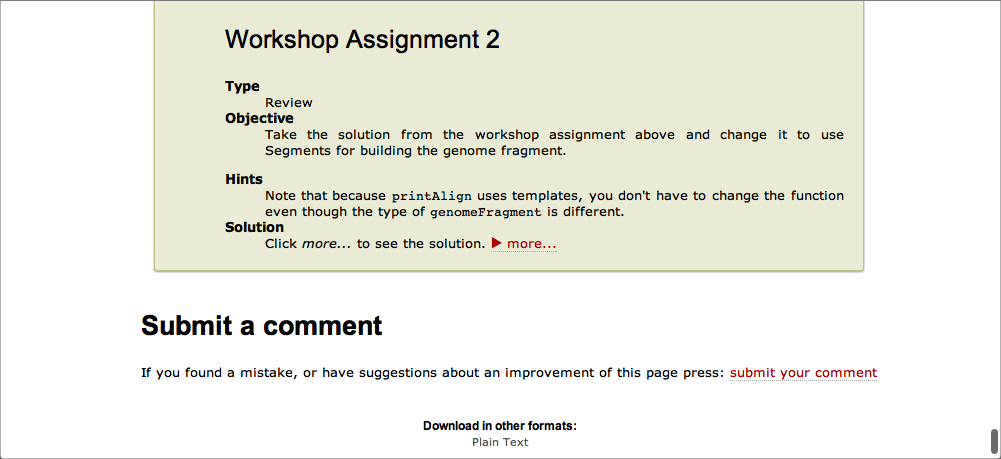 Workshop Assignment 2
Type
Review
Objective
Take the solution from the workshop assignment above and change it to use
Segments for building the genome fragment.
Hints
Note that because printAlign uses templates, you don't have to change the function
even though the type of genomeFragment is different.
Solution
Click more... to see the solution. ▶ more...
Submit a comment
If you found a mistake, or have suggestions about an improvement of this page press: submit your comment
Download in other formats:
Plain Text